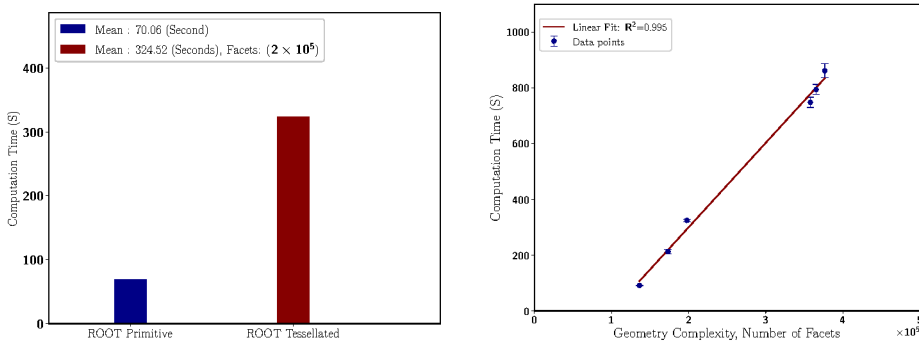 Mean : 70.06 (Second)
Mean : 324.52 (Seconds), Facets: (2 × 10⁵)
Computation Time (S)
400
300
200
100
0
ROOT Primitive
ROOT Tessellated
Linear Fit: R²=0.995
Data points
Computation Time (S)
1000
800
600
400
200
0
0
1
2
3
4
5
Geometry Complexity, Number of Facets
×10⁵